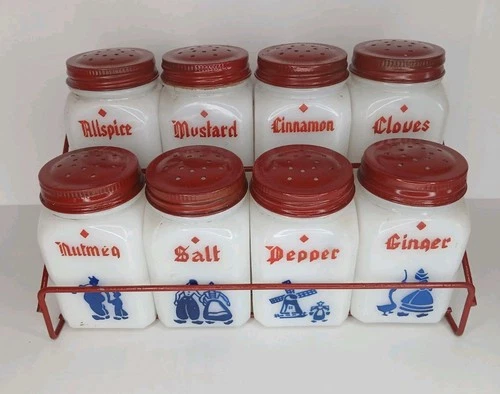 Allspice Mustard Cinnamon Cloves
Nutmeg Salt Pepper Ginger